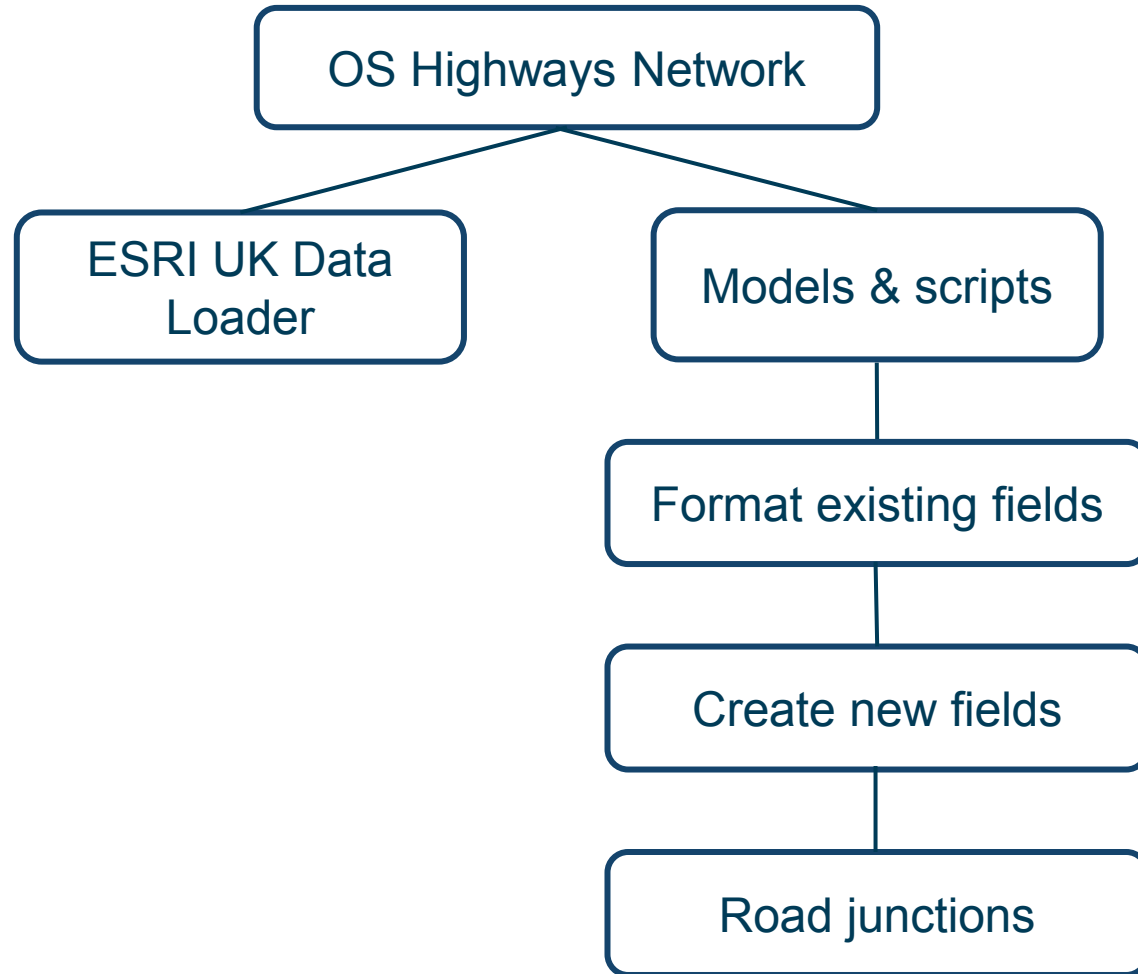 OS Highways Network
ESRI UK Data
Loader
Models & scripts
Format existing fields
Create new fields
Road junctions